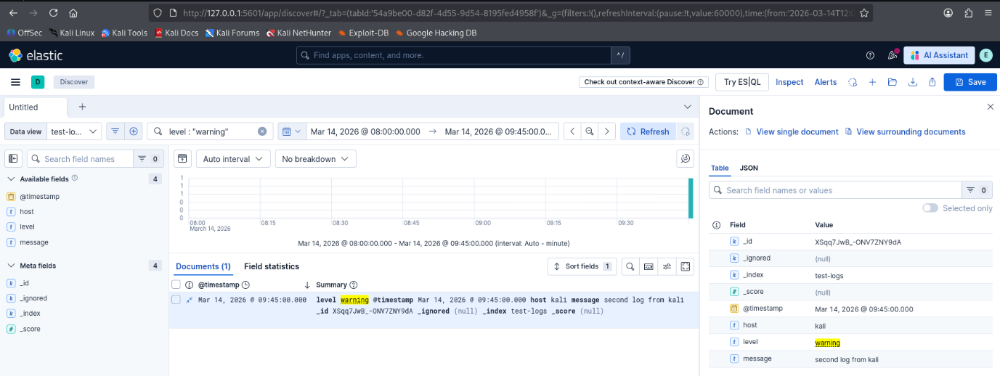 http://127.0.0.1:5601/app/discover#/?_tab=(tabId:'54a9be00-d82f-4d55-9d54-8195fed4958f')&_g=(filters:!(),refreshInterval:(pause:!t,value:60000),time:(from:'2026-03-14T12:
OffSec Kali Linux Kali Tools Kali Docs Kali Forums Kali NetHunter Exploit-DB Google Hacking DB
elastic Find apps, content, and more. ^/ AI Assistant E
D Discover Check out context-aware Discover Try ES|QL Inspect Alerts Save
Untitled
Data view test-lo... level : "warning" Mar 14, 2026 @ 08:00:00.000 → Mar 14, 2026 @ 09:45:00.0... Refresh
Search field names 0
Auto interval No breakdown
Available fields 4
@timestamp
host
level
message
Meta fields 4
_id
_ignored
_index
_score
1
1
1
0
0
0
08:00 08:15 08:30 08:45 09:00 09:15 09:30
March 14, 2026
Mar 14, 2026 @ 08:00:00.000 - Mar 14, 2026 @ 09:45:00.000 (interval: Auto - minute)
Documents (1) Field statistics Sort fields 1
@timestamp Summary
Mar 14, 2026 @ 09:45:00.000 level warning @timestamp Mar 14, 2026 @ 09:45:00.000 host kali message second log from kali
_id XSqq7JwB_-ONV7ZNY9dA _ignored (null) _index test-logs _score (null)
Document
Actions: View single document View surrounding documents
Table JSON
Search field names or values 0
Selected only
Field Value
_id XSqq7JwB_-ONV7ZNY9dA
_ignored (null)
_index test-logs
_score (null)
@timestamp Mar 14, 2026 @ 09:45:00.000
host kali
level warning
message second log from kali